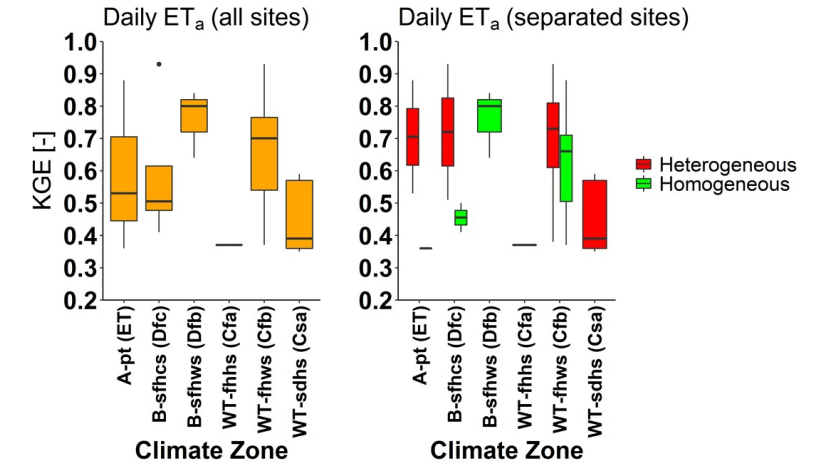 Daily ETa (all sites)
Daily ETa (separated sites)
KGE [-]
1.0
0.9
0.8
0.7
0.6
0.5
0.4
0.3
0.2
A-pt (ET)
B-sfhcs (Dfc)
B-sfhws (Dfb)
WT-fhhs (Cfa)
WT-fhws (Cfb)
WT-sdhs (Csa)
Climate Zone
1.0
0.9
0.8
0.7
0.6
0.5
0.4
0.3
0.2
A-pt (ET)
B-sfhcs (Dfc)
B-sfhws (Dfb)
WT-fhhs (Cfa)
WT-fhws (Cfb)
WT-sdhs (Csa)
Climate Zone
Heterogeneous
Homogeneous